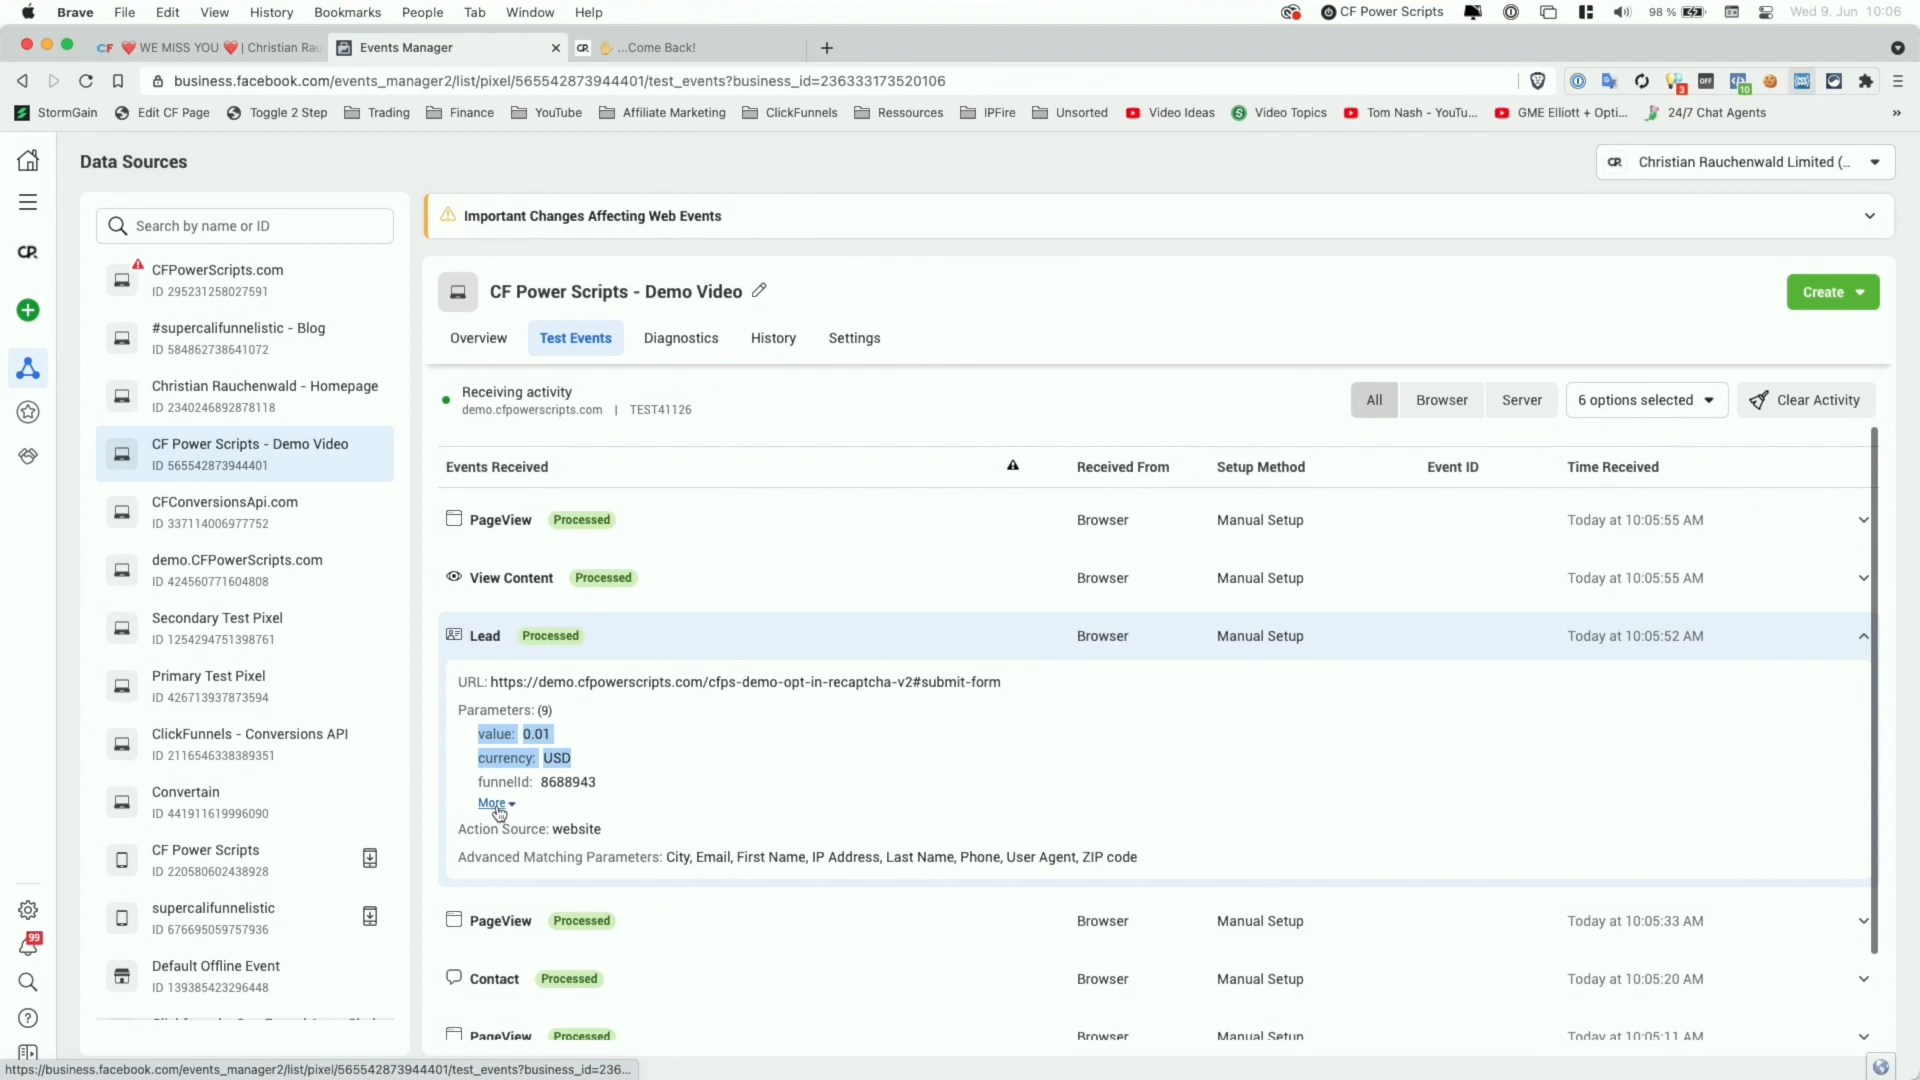 Brave File Edit View History Bookmarks People Tab Window Help CF Power Scripts 98 % Wed 9. Jun 10:06
CF ❤️ WE MISS YOU ❤️ | Christian Rau
Events Manager
CR ✋ ...Come Back!
business.facebook.com/events_manager2/list/pixel/565542873944401/test_events?business_id=236333173520106
3 OFF 10
StormGain Edit CF Page Toggle 2 Step Trading Finance YouTube Affiliate Marketing ClickFunnels Ressources IPFire Unsorted Video Ideas Video Topics Tom Nash - YouTu... GME Elliott + Opti... 24/7 Chat Agents »
Data Sources
CR Christian Rauchenwald Limited (...
Search by name or ID
CR
CFPowerScripts.com
ID 295231258027591
#supercalifunnelistic - Blog
ID 584862738641072
Christian Rauchenwald - Homepage
ID 2340246892878118
CF Power Scripts - Demo Video
ID 565542873944401
CFConversionsApi.com
ID 337114006977752
demo.CFPowerScripts.com
ID 424560771604808
Secondary Test Pixel
ID 1254294751398761
Primary Test Pixel
ID 426713937873594
ClickFunnels - Conversions API
ID 2116546338389351
Convertain
ID 441911619996090
CF Power Scripts
ID 220580602438928
supercalifunnelistic
ID 676695059757936
Default Offline Event
ID 139385423296448
99
Important Changes Affecting Web Events
CF Power Scripts - Demo Video
Create
Overview Test Events Diagnostics History Settings
Receiving activity
demo.cfpowerscripts.com | TEST41126
All Browser Server 6 options selected Clear Activity
Events Received Received From Setup Method Event ID Time Received
PageView Processed Browser Manual Setup Today at 10:05:55 AM
View Content Processed Browser Manual Setup Today at 10:05:55 AM
Lead Processed Browser Manual Setup Today at 10:05:52 AM
URL: https://demo.cfpowerscripts.com/cfps-demo-opt-in-recaptcha-v2#submit-form
Parameters: (9)
value: 0.01
currency: USD
funnelId: 8688943
More
Action Source: website
Advanced Matching Parameters: City, Email, First Name, IP Address, Last Name, Phone, User Agent, ZIP code
PageView Processed Browser Manual Setup Today at 10:05:33 AM
Contact Processed Browser Manual Setup Today at 10:05:20 AM
PageView Processed Browser Manual Setup Today at 10:05:11 AM
https://business.facebook.com/events_manager2/list/pixel/565542873944401/test_events?business_id=236...